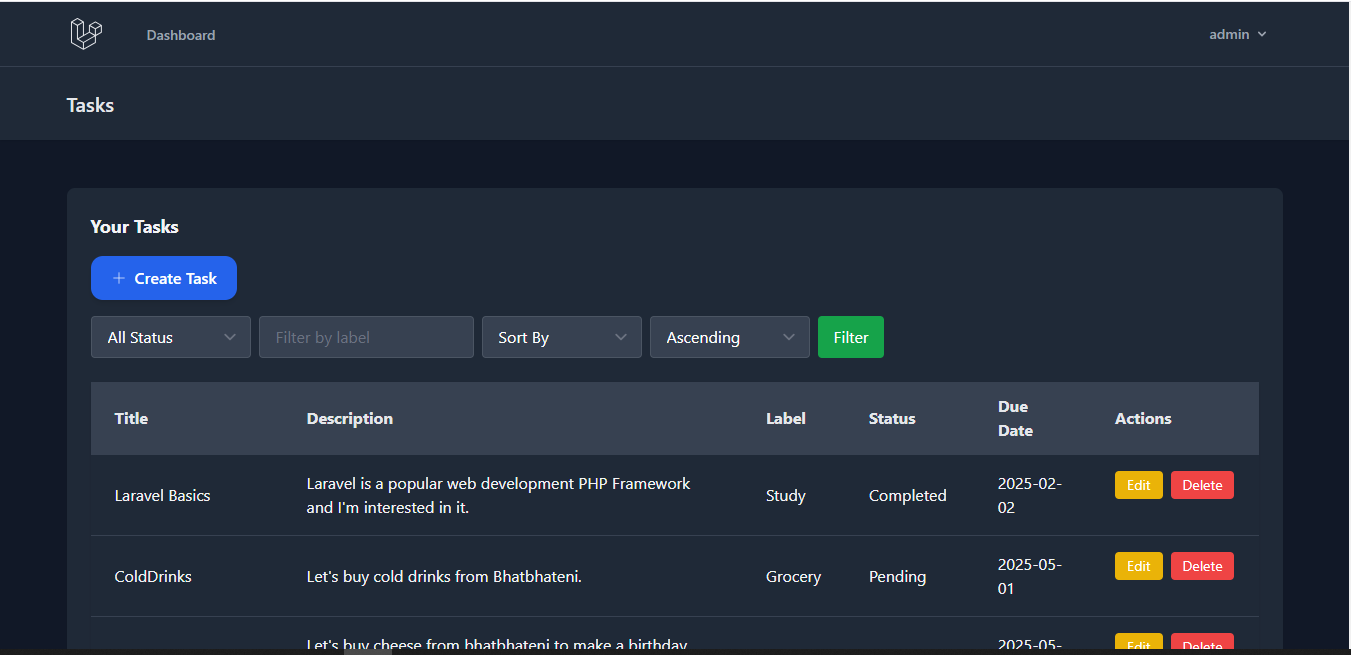 Dashboard
admin
Tasks
Your Tasks
+ Create Task
All Status
Filter by label
Sort By
Ascending
Filter
Title
Description
Label
Status
Due
Date
Actions
Laravel Basics
Laravel is a popular web development PHP Framework
and I'm interested in it.
Study
Completed
2025-02-
02
Edit
Delete
ColdDrinks
Let's buy cold drinks from Bhatbhateni.
Grocery
Pending
2025-05-
01
Edit
Delete
Let's buy cheese from bhatbhateni to make a birthday
2025-05-
Edit
Delete